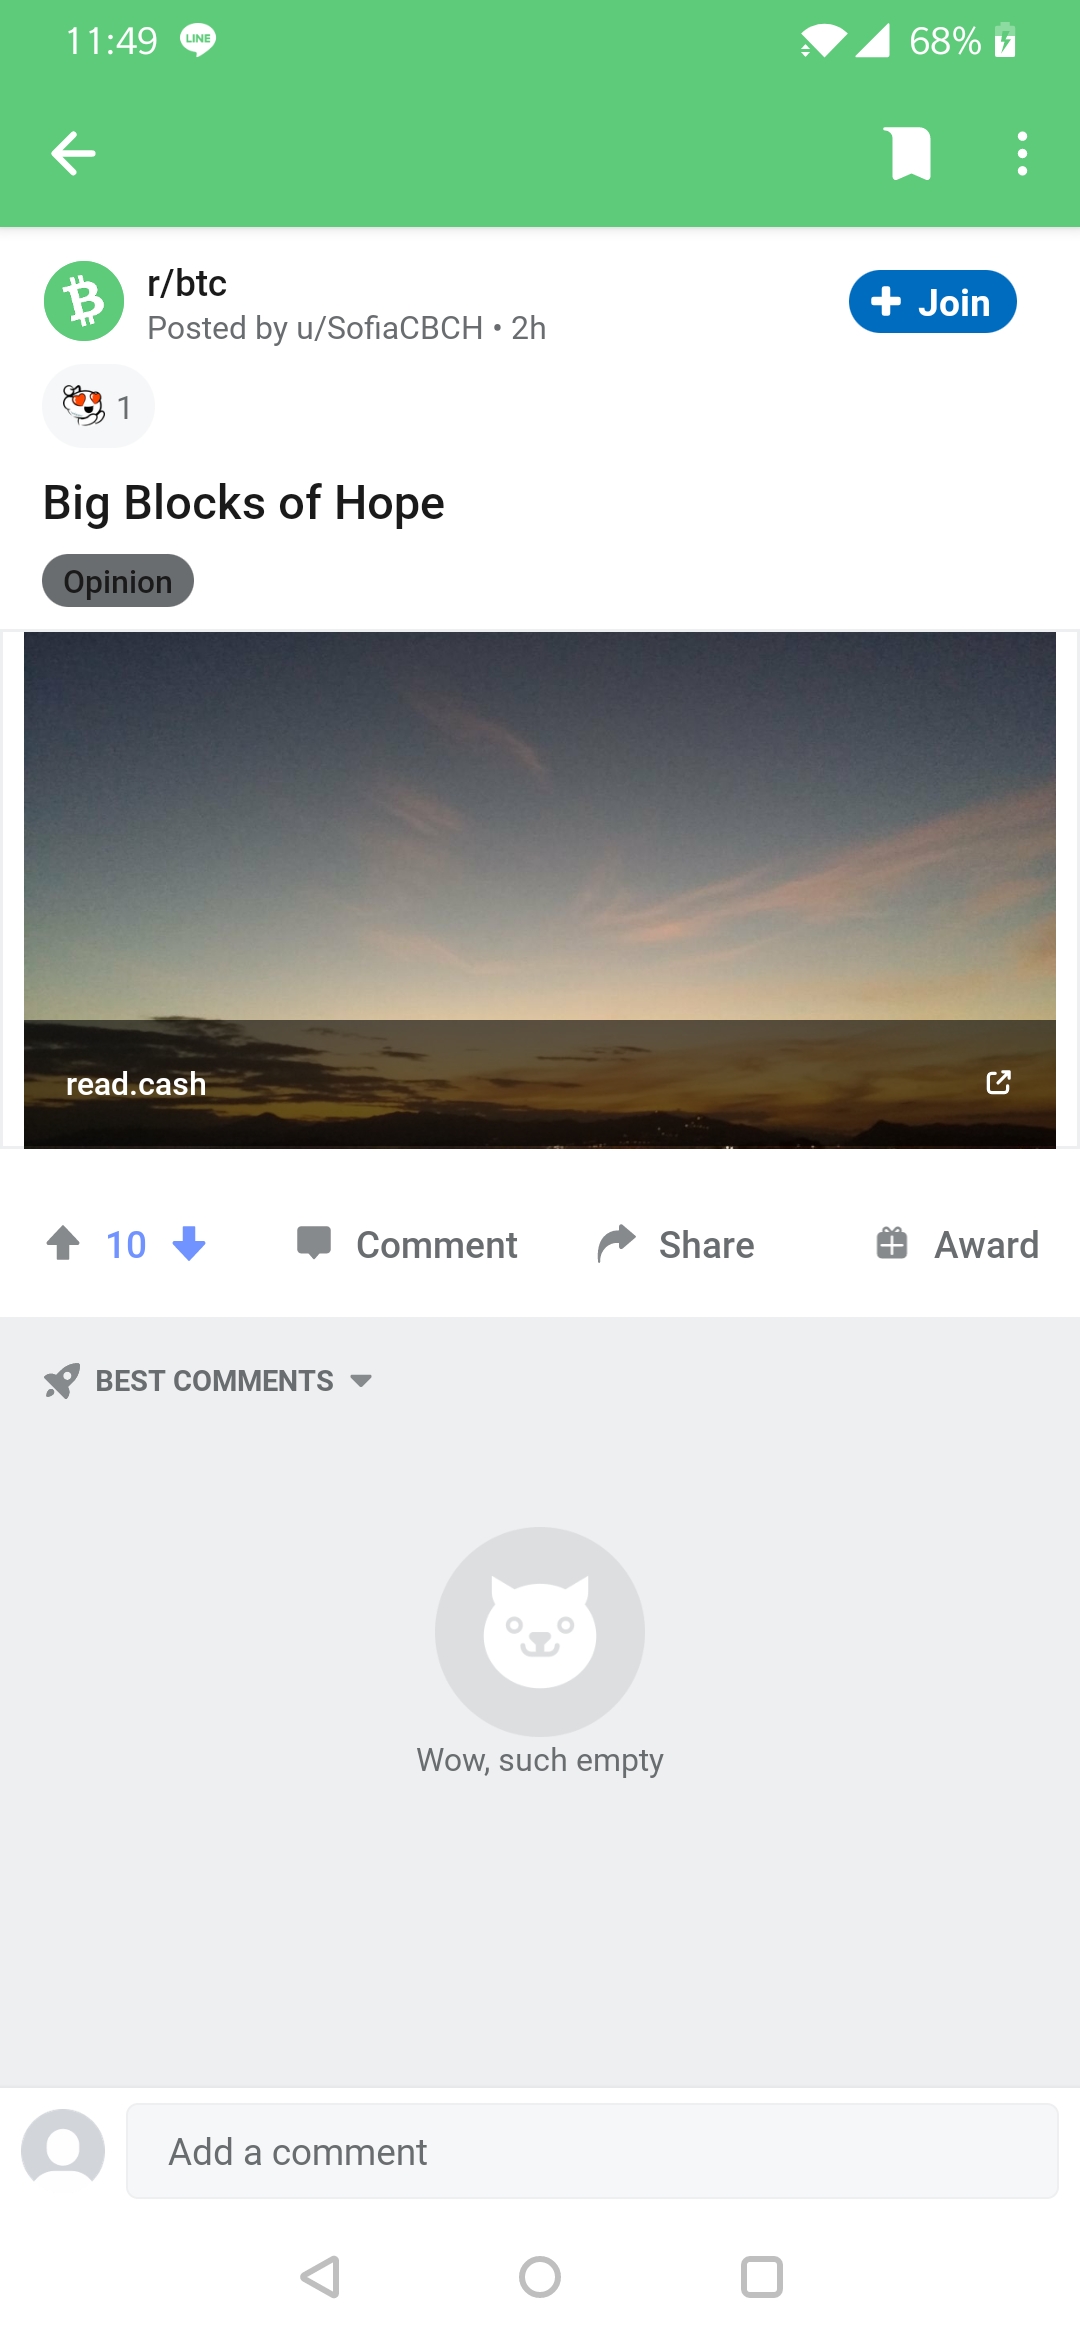 11:49 LINE 68%
r/btc
Posted by u/SofiaCBCH • 2h
+ Join
1
Big Blocks of Hope
Opinion
read.cash
10 Comment Share Award
BEST COMMENTS
Wow, such empty
Add a comment